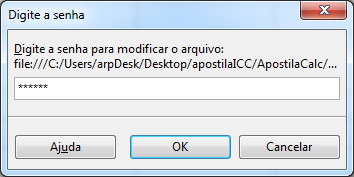 Digite a senha
Digite a senha para modificar o arquivo:
file:///C:/Users/arpDesk/Desktop/apostilaICC/ApostilaCalc/...
******
Ajuda
OK
Cancelar